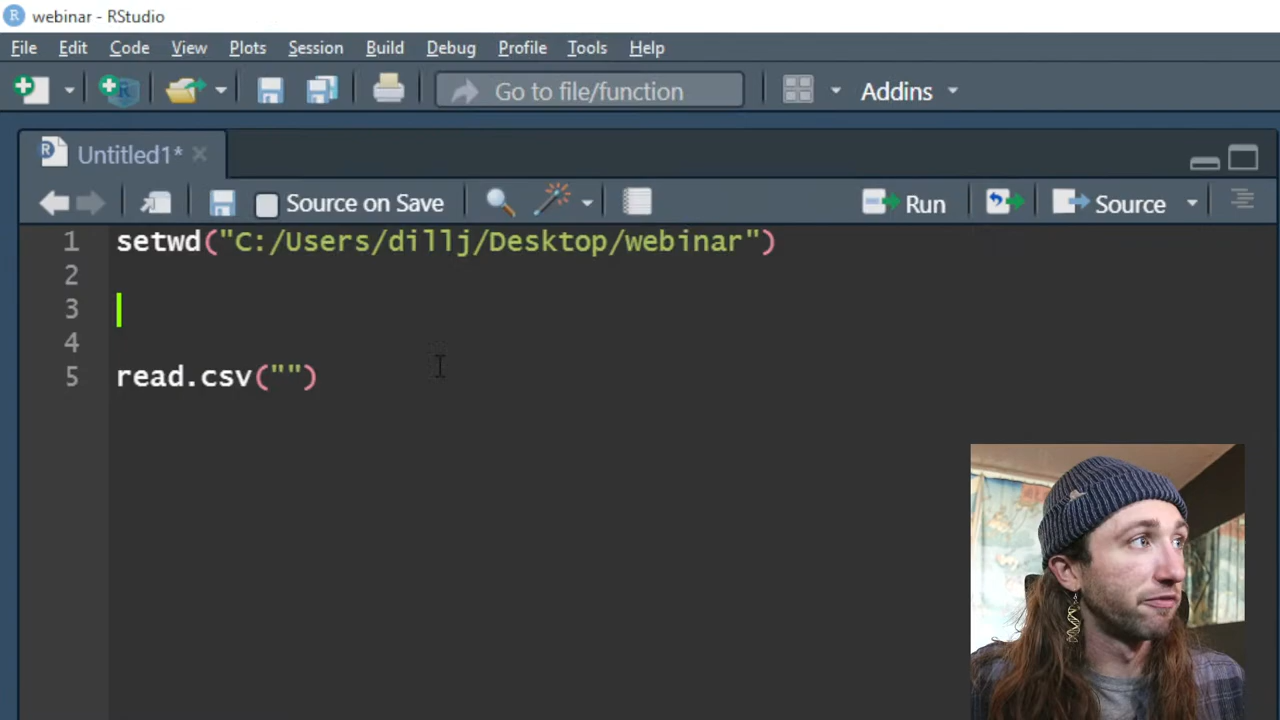 webinar - RStudio
File Edit Code View Plots Session Build Debug Profile Tools Help
Go to file/function Addins
Untitled1*
Source on Save Run Source
1 setwd("C:/Users/dillj/Desktop/webinar")
2
3
4
5 read.csv("")